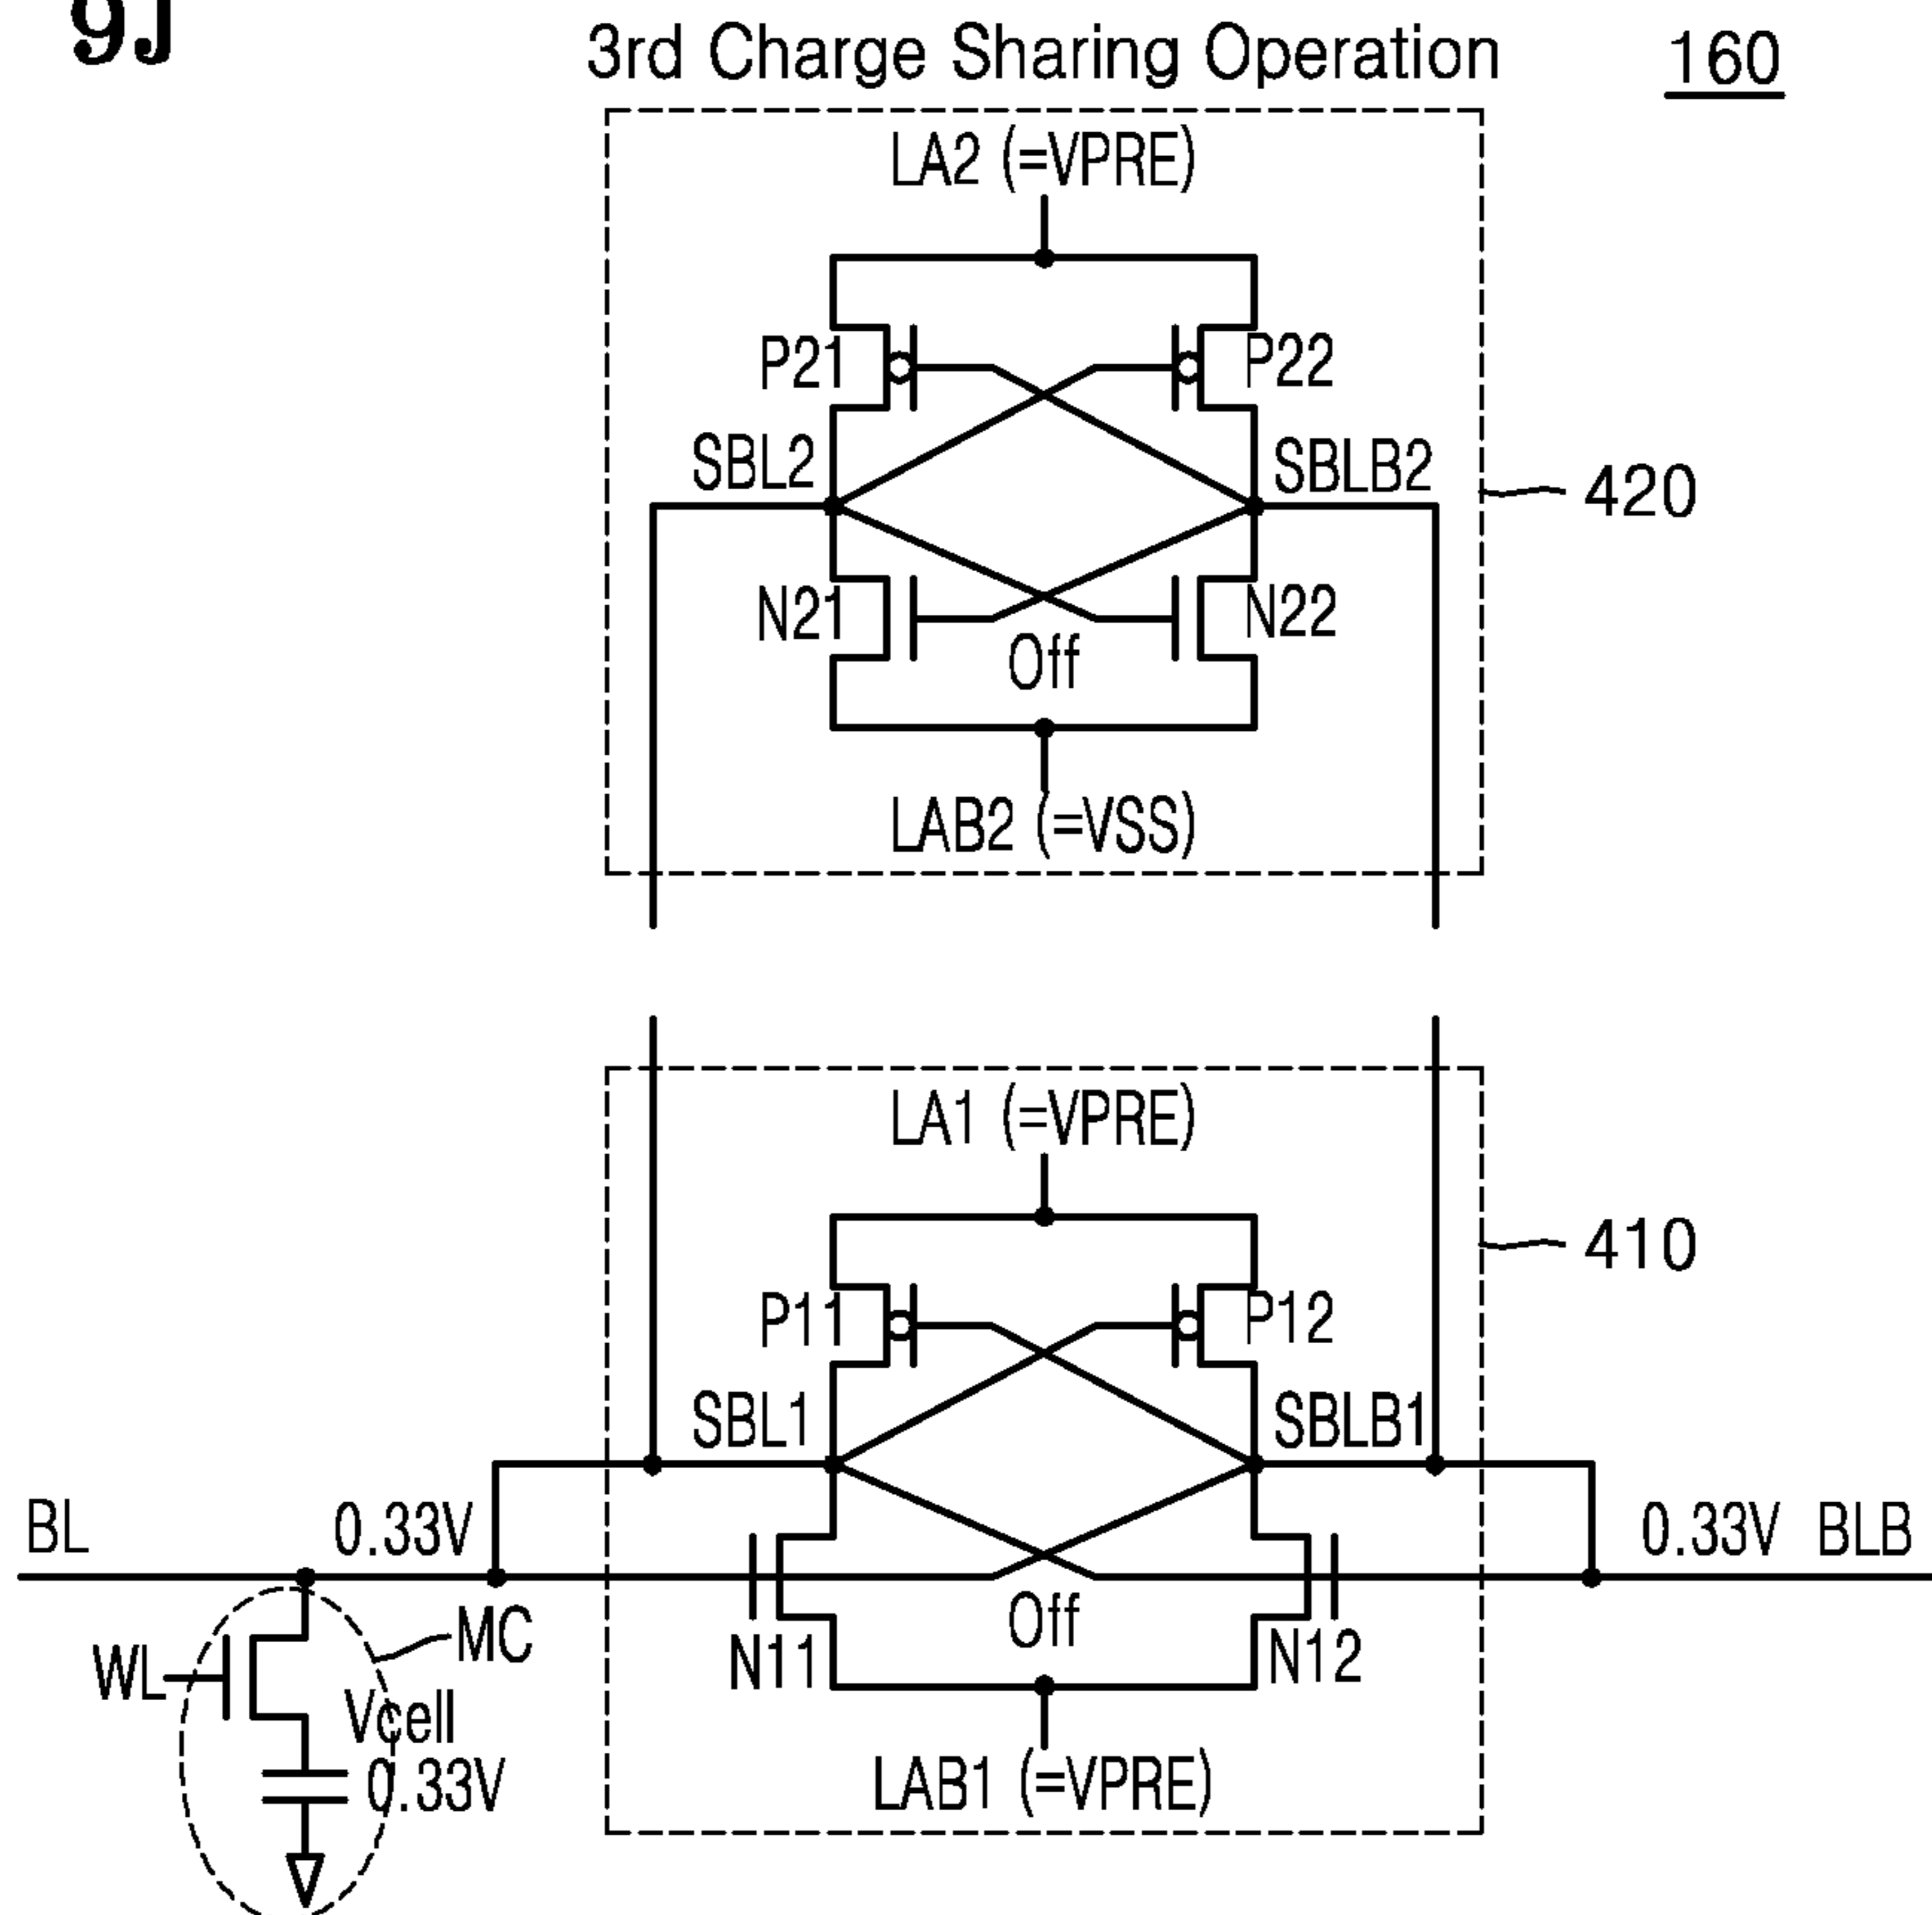 9J
3rd Charge Sharing Operation
160
LA2 (=VPRE)
P21
P22
SBL2
SBLB2
420
N21
N22
Off
LAB2 (=VSS)
LA1 (=VPRE)
410
P11
P12
SBL1
SBLB1
BL
0.33V
0.33V
BLB
Off
MC
N11
N12
WL
Vcell
0.33V
LAB1 (=VPRE)